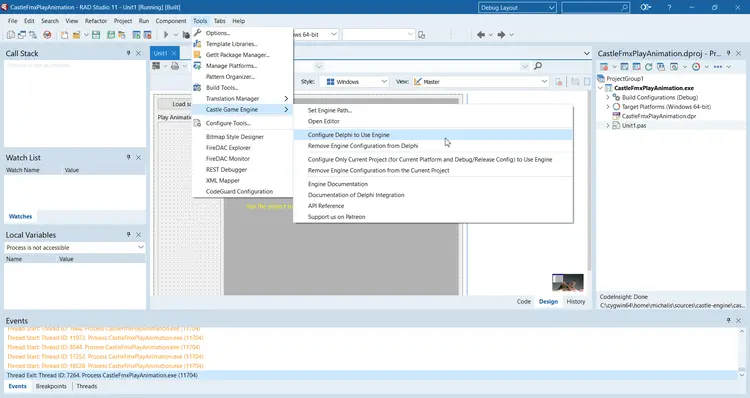 CastleFmxPlayAnimation - RAD Studio 11 - Unit1 [Running] [Built]
Debug Layout
File Edit Search View Refactor Project Run Component Tools Tabs Help
Windows 64-bit
Call Stack
Watch List
Watch Name Value
Watches
Local Variables
Process is not accessible
Name Value
Unit1
Style: Windows View: Master
Play Animation
Options...
Template Libraries...
GetIt Package Manager...
Manage Platforms...
Pattern Organizer...
Build Tools...
Translation Manager
Castle Game Engine
Configure Tools...
Bitmap Style Designer
FireDAC Explorer
FireDAC Monitor
REST Debugger
XML Mapper
CodeGuard Configuration
Set Engine Path...
Open Editor
Configure Delphi to Use Engine
Remove Engine Configuration from Delphi
Configure Only Current Project (for Current Platform and Debug/Release Config) to Use Engine
Remove Engine Configuration from the Current Project
Engine Documentation
Documentation of Delphi Integration
API Reference
Support us on Patreon
Code Design History
CastleFmxPlayAnimation.dproj - P...
ProjectGroup1
CastleFmxPlayAnimation.exe
Build Configurations (Debug)
Target Platforms (Windows 64-bit)
CastleFmxPlayAnimation.dpr
Unit1.pas
CodeInsight: Done
C:\cygwin64\home\michalis\sources\castle-engine\cas...
Events
Thread Start: Thread ID: 11072. Process CastleFmxPlayAnimation.exe (11704)
Thread Start: Thread ID: 3544. Process CastleFmxPlayAnimation.exe (11704)
Thread Start: Thread ID: 17252. Process CastleFmxPlayAnimation.exe (11704)
Thread Start: Thread ID: 18028. Process CastleFmxPlayAnimation.exe (11704)
Thread Exit: Thread ID: 7264. Process CastleFmxPlayAnimation.exe (11704)
Events Breakpoints Threads